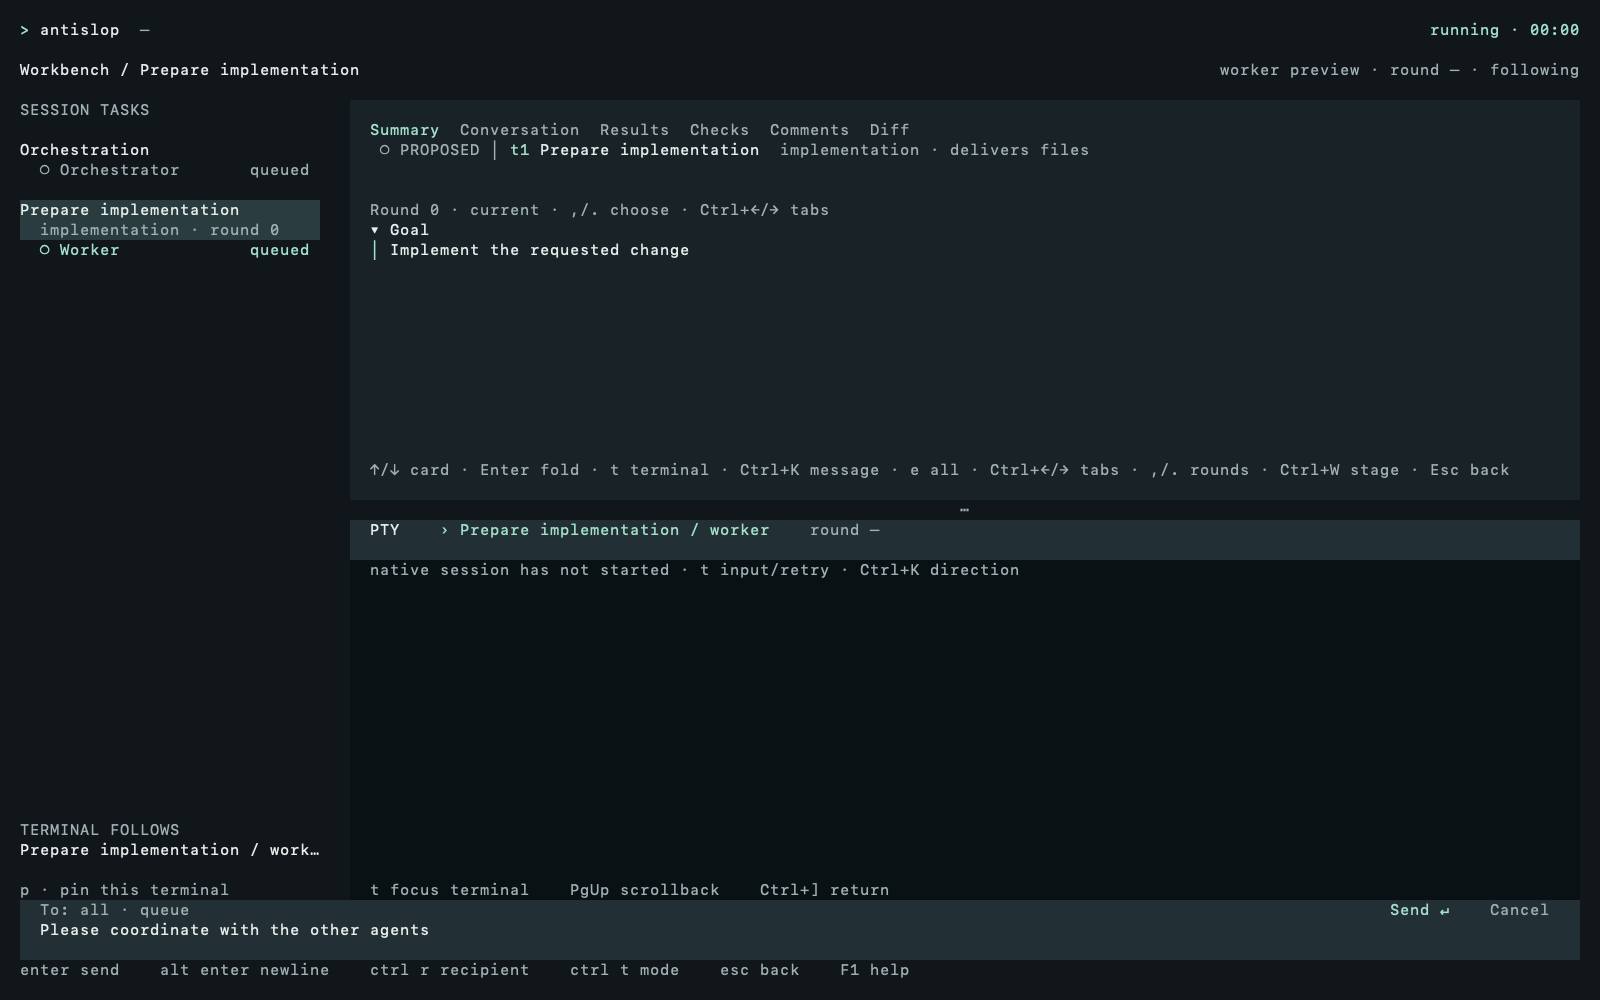 > antislop — running · 00:00
Workbench / Prepare implementation worker preview · round — · following
SESSION TASKS
Orchestration
○ Orchestrator queued
Prepare implementation
implementation · round 0
○ Worker queued
Summary Conversation Results Checks Comments Diff
○ PROPOSED │ t1 Prepare implementation implementation · delivers files
Round 0 · current · ,/. choose · Ctrl+←/→ tabs
▾ Goal
│ Implement the requested change
↑/↓ card · Enter fold · t terminal · Ctrl+K message · e all · Ctrl+←/→ tabs · ,/. rounds · Ctrl+W stage · Esc back
…
PTY › Prepare implementation / worker round —
native session has not started · t input/retry · Ctrl+K direction
TERMINAL FOLLOWS
Prepare implementation / work…
p · pin this terminal
t focus terminal PgUp scrollback Ctrl+] return
To: all · queue Send ↵ Cancel
Please coordinate with the other agents
enter send alt enter newline ctrl r recipient ctrl t mode esc back F1 help